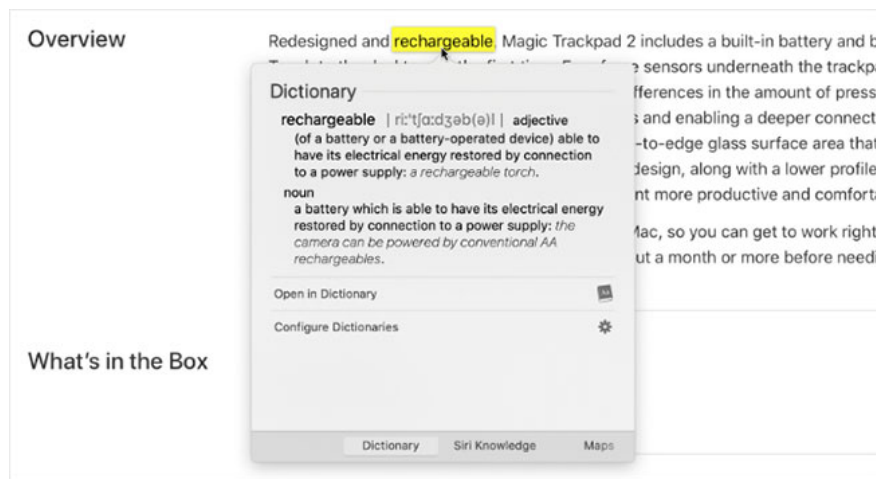 Overview
Redesigned and rechargeable, Magic Trackpad 2 includes a built-in battery and
sensors underneath the
fferences in the amount of press
and enabling a deeper connect
-to-edge glass surface area that
design, along with a lower profile
nt more productive and
Mac, so you can get to work right
ut a month or more before
Dictionary
rechargeable | riːˈtʃɑːdʒəb(ə)l | adjective
(of a battery or a battery-operated device) able to
have its electrical energy restored by connection
to a power supply: a rechargeable torch.
noun
a battery which is able to have its electrical energy
restored by connection to a power supply: the
camera can be powered by conventional AA
rechargeables.
Open in Dictionary
Configure Dictionaries
Dictionary Siri Knowledge Maps
What's in the Box